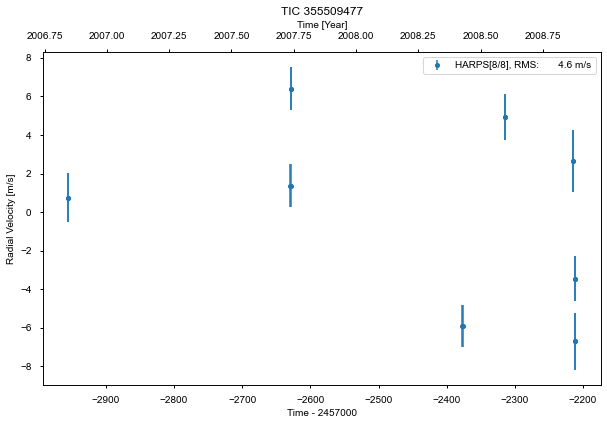 TIC 355509477
Time [Year]
2006.75 2007.00 2007.25 2007.50 2007.75 2008.00 2008.25 2008.50 2008.75
HARPS[8/8], RMS: 4.6 m/s
8
6
4
2
0
−2
−4
−6
−8
Radial Velocity [m/s]
−2900 −2800 −2700 −2600 −2500 −2400 −2300 −2200
Time - 2457000